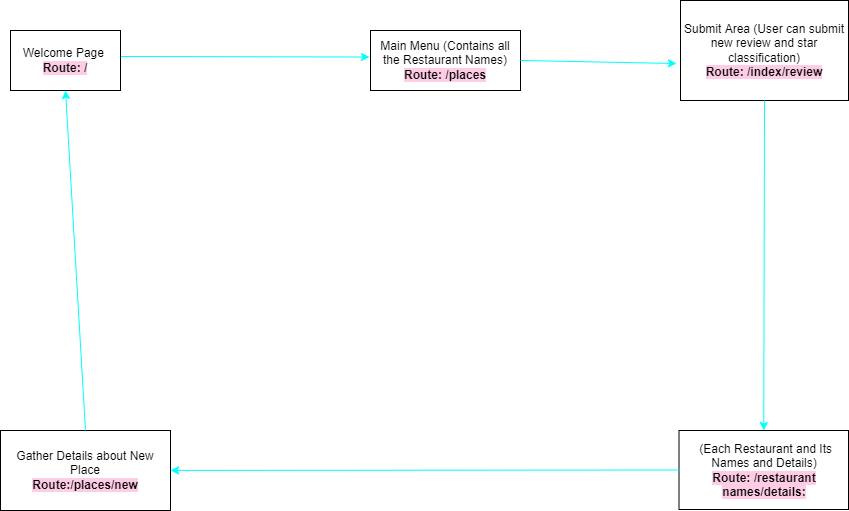 Welcome Page
Route: /
Main Menu (Contains all
the Restaurant Names)
Route: /places
Submit Area (User can submit
new review and star
classification)
Route: /index/review
(Each Restaurant and Its
Names and Details)
Route: /restaurant
names/details:
Gather Details about New
Place
Route:/places/new